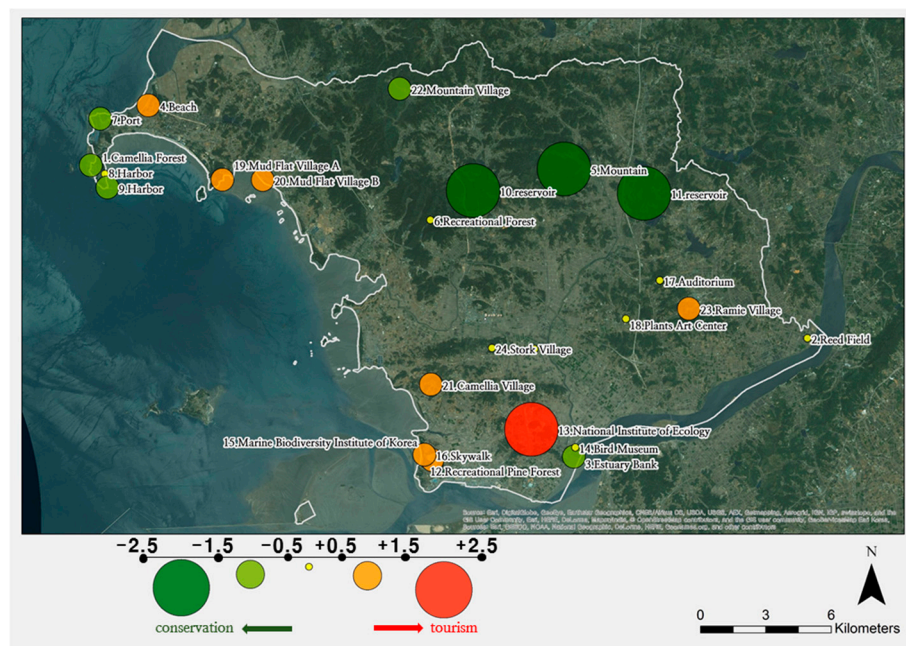 22.Mountain Village
4.Beach
7.Port
1.Camellia Forest
8.Harbor
9.Harbor
19.Mud Flat Village A
20.Mud Flat Village B
5.Mountain
10.reservoir
11.reservoir
6.Recreational Forest
17.Auditorium
23.Ramie Village
18.Plants Art Center
2.Reed Field
24.Stork Village
21.Camellia Village
13.National Institute of Ecology
15.Marine Biodiversity Institute of Korea
14.Bird Museum
16.Skywalk
3.Estuary Bank
12.Recreational Pine Forest
−2.5 −1.5 −0.5 +0.5 +1.5 +2.5
conservation tourism
N
0 3 6
Kilometers